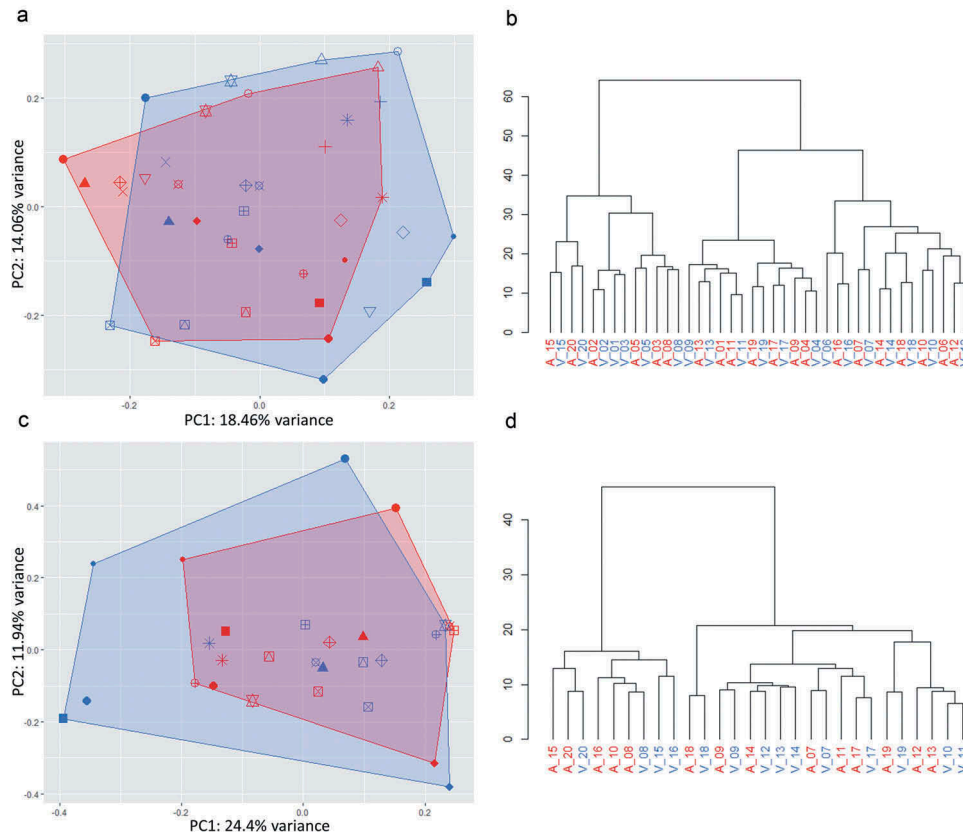 a
PC2: 14.06% variance
0.2
0.0
-0.2
-0.2
0.0
0.2
PC1: 18.46% variance
b
60
50
40
30
20
10
0
A_15
V_15
A_20
V_20
A_02
V_02
V_01
V_03
A_05
V_05
A_03
A_08
V_08
V_09
A_13
V_13
A_01
A_11
V_11
A_19
V_19
A_17
V_17
A_09
A_04
V_04
V_06
A_16
V_16
A_07
V_07
A_14
V_14
A_18
V_18
A_10
V_10
A_06
A_12
c
PC2: 11.94% variance
0.4
0.2
0.0
-0.2
-0.4
-0.4
-0.2
0.0
0.2
PC1: 24.4% variance
d
40
30
20
10
0
A_15
A_20
V_20
A_16
A_10
A_08
V_08
V_15
V_16
A_18
V_18
A_09
V_09
A_14
V_12
V_13
V_14
A_07
V_07
A_11
A_17
V_17
A_19
V_19
A_12
A_13
V_10
V_11